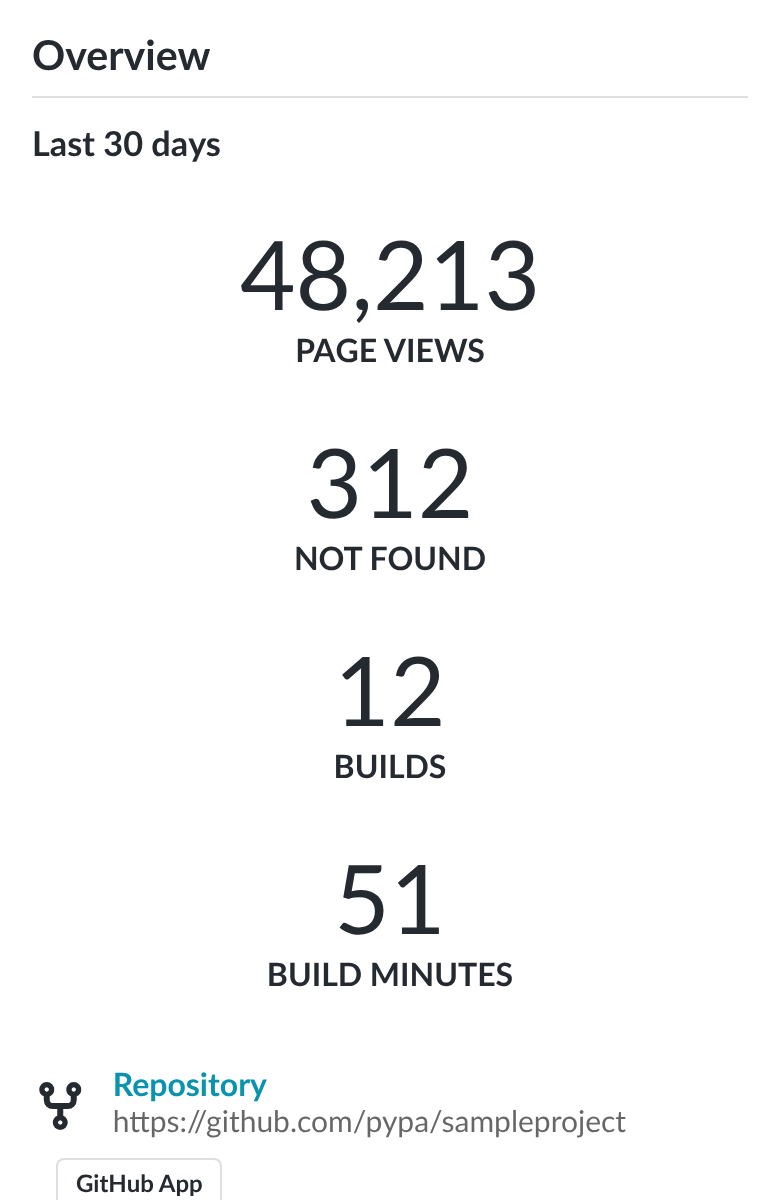 Overview
Last 30 days
48,213
PAGE VIEWS
312
NOT FOUND
12
BUILDS
51
BUILD MINUTES
Repository
https://github.com/pypa/sampleproject
GitHub App